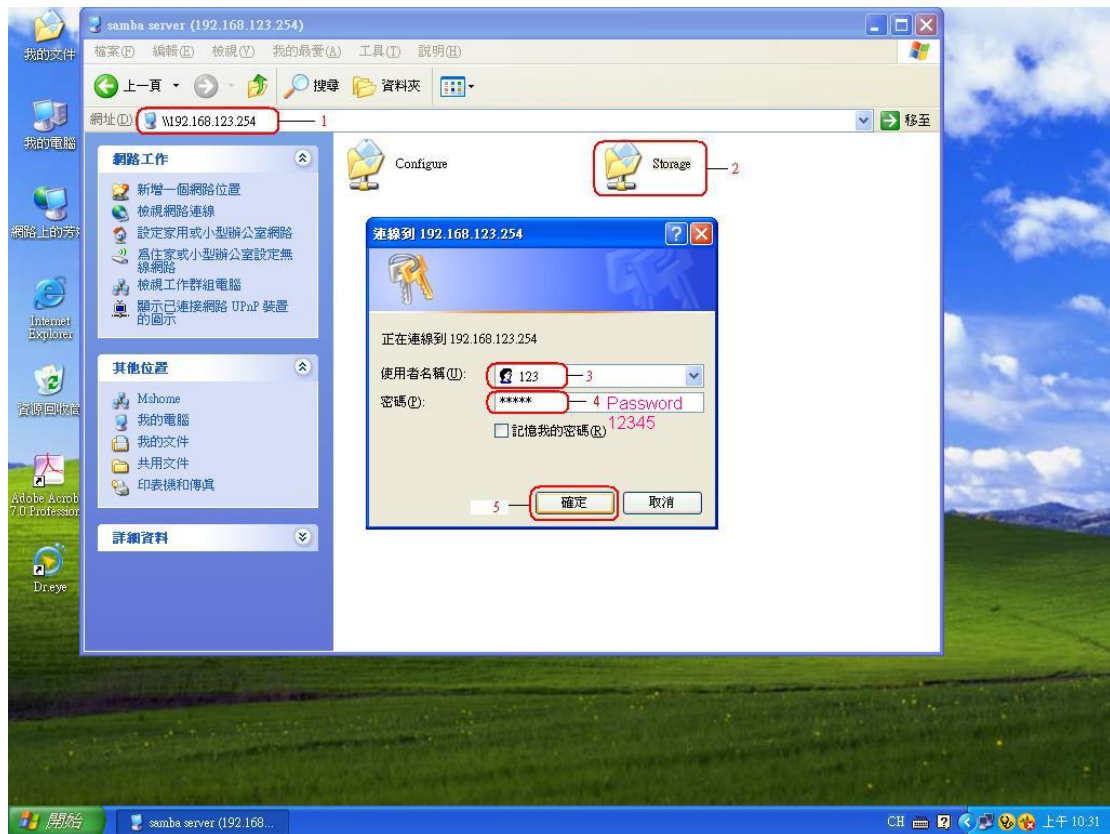 我的文件
我的電腦
網路上的芳
Internet
Explorer
資源回收筒
Adobe Acrob
7.0 Profession
Dr.eye
samba server (192.168.123.254)
檔案(F) 編輯(E) 檢視(V) 我的最愛(A) 工具(T) 說明(H)
上一頁 搜尋 資料夾
網址(D) \\192.168.123.254 1 移至
網路工作
新增一個網路位置
檢視網路連線
設定家用或小型辦公室網路
為住家或小型辦公室設定無
線網路
檢視工作群組電腦
顯示已連接網路 UPnP 裝置
的圖示
其他位置
Mshome
我的電腦
我的文件
共用文件
印表機和傳真
詳細資料
Configure
Storage 2
連線到 192.168.123.254
正在連線到 192.168.123.254
使用者名稱(U): 123 3
密碼(P): ***** 4 Password
12345
記憶我的密碼(R)
5 確定 取消
開始 samba server (192.168... CH 上午 10:31